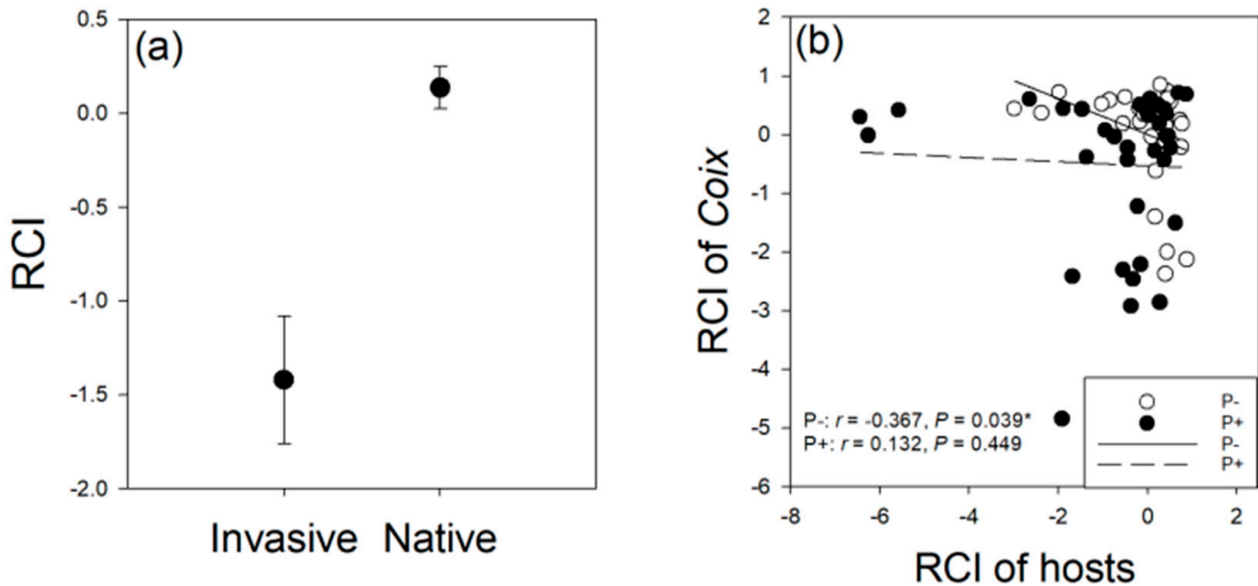 (a)
0.5
0.0
-0.5
-1.0
-1.5
-2.0
RCI
Invasive Native
(b)
2
1
0
-1
-2
-3
-4
-5
-6
RCI of Coix
P-: r = -0.367, P = 0.039*
P+: r = 0.132, P = 0.449
P-
P+
P-
P+
-8 -6 -4 -2 0 2
RCI of hosts